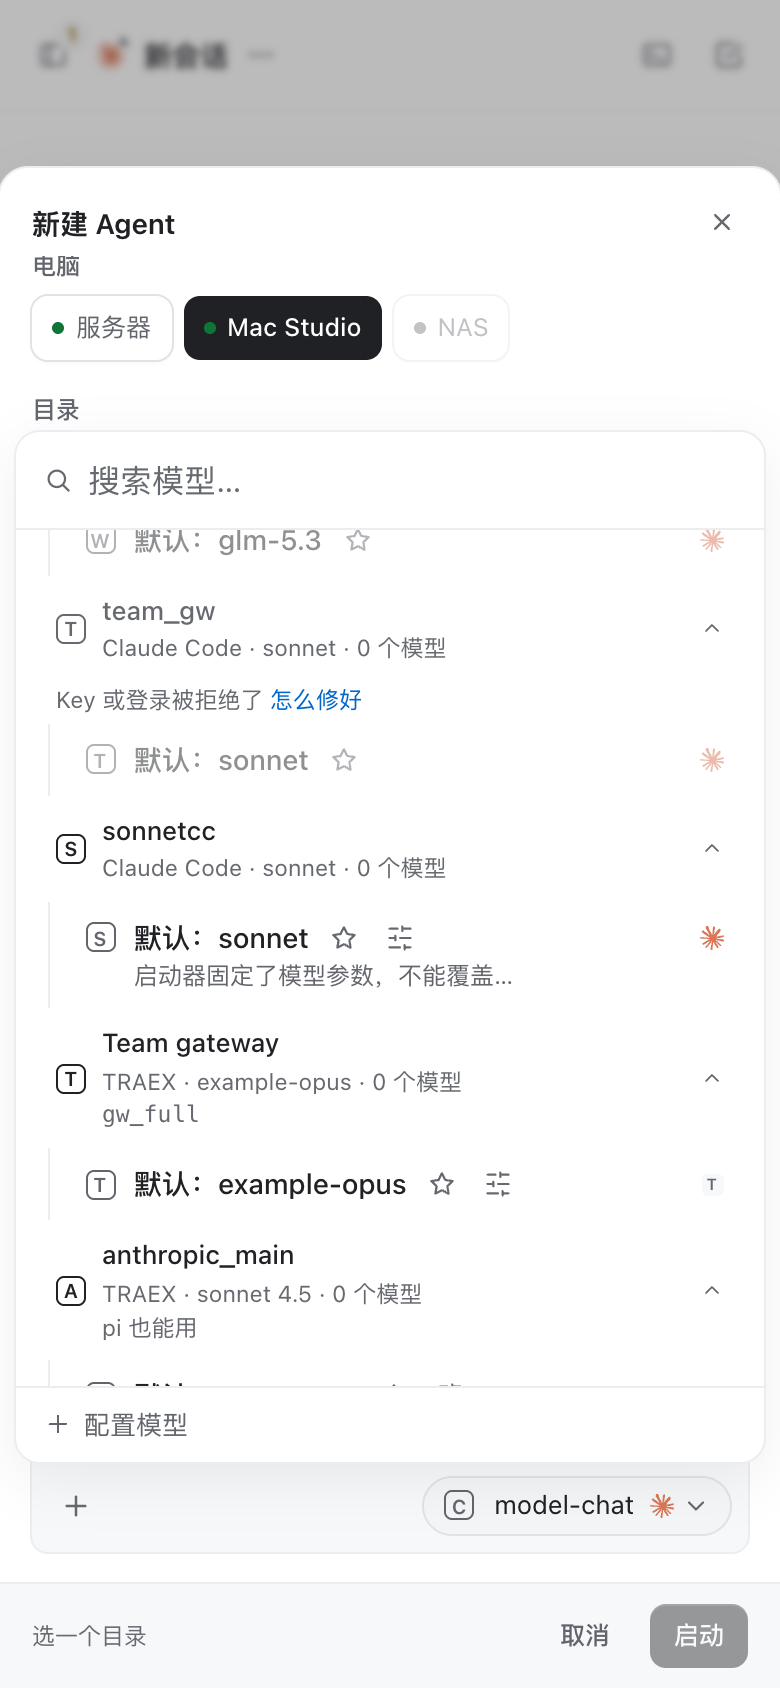 新会话
新建 Agent
电脑
服务器
Mac Studio
NAS
目录
搜索模型...
W 默认：glm-5.3
T team_gw
Claude Code · sonnet · 0 个模型
Key 或登录被拒绝了 怎么修好
T 默认：sonnet
S sonnetcc
Claude Code · sonnet · 0 个模型
S 默认：sonnet
启动器固定了模型参数，不能覆盖...
T Team gateway
TRAEX · example-opus · 0 个模型
gw_full
T 默认：example-opus T
A anthropic_main
TRAEX · sonnet 4.5 · 0 个模型
pi 也能用
配置模型
C model-chat
选一个目录
取消
启动